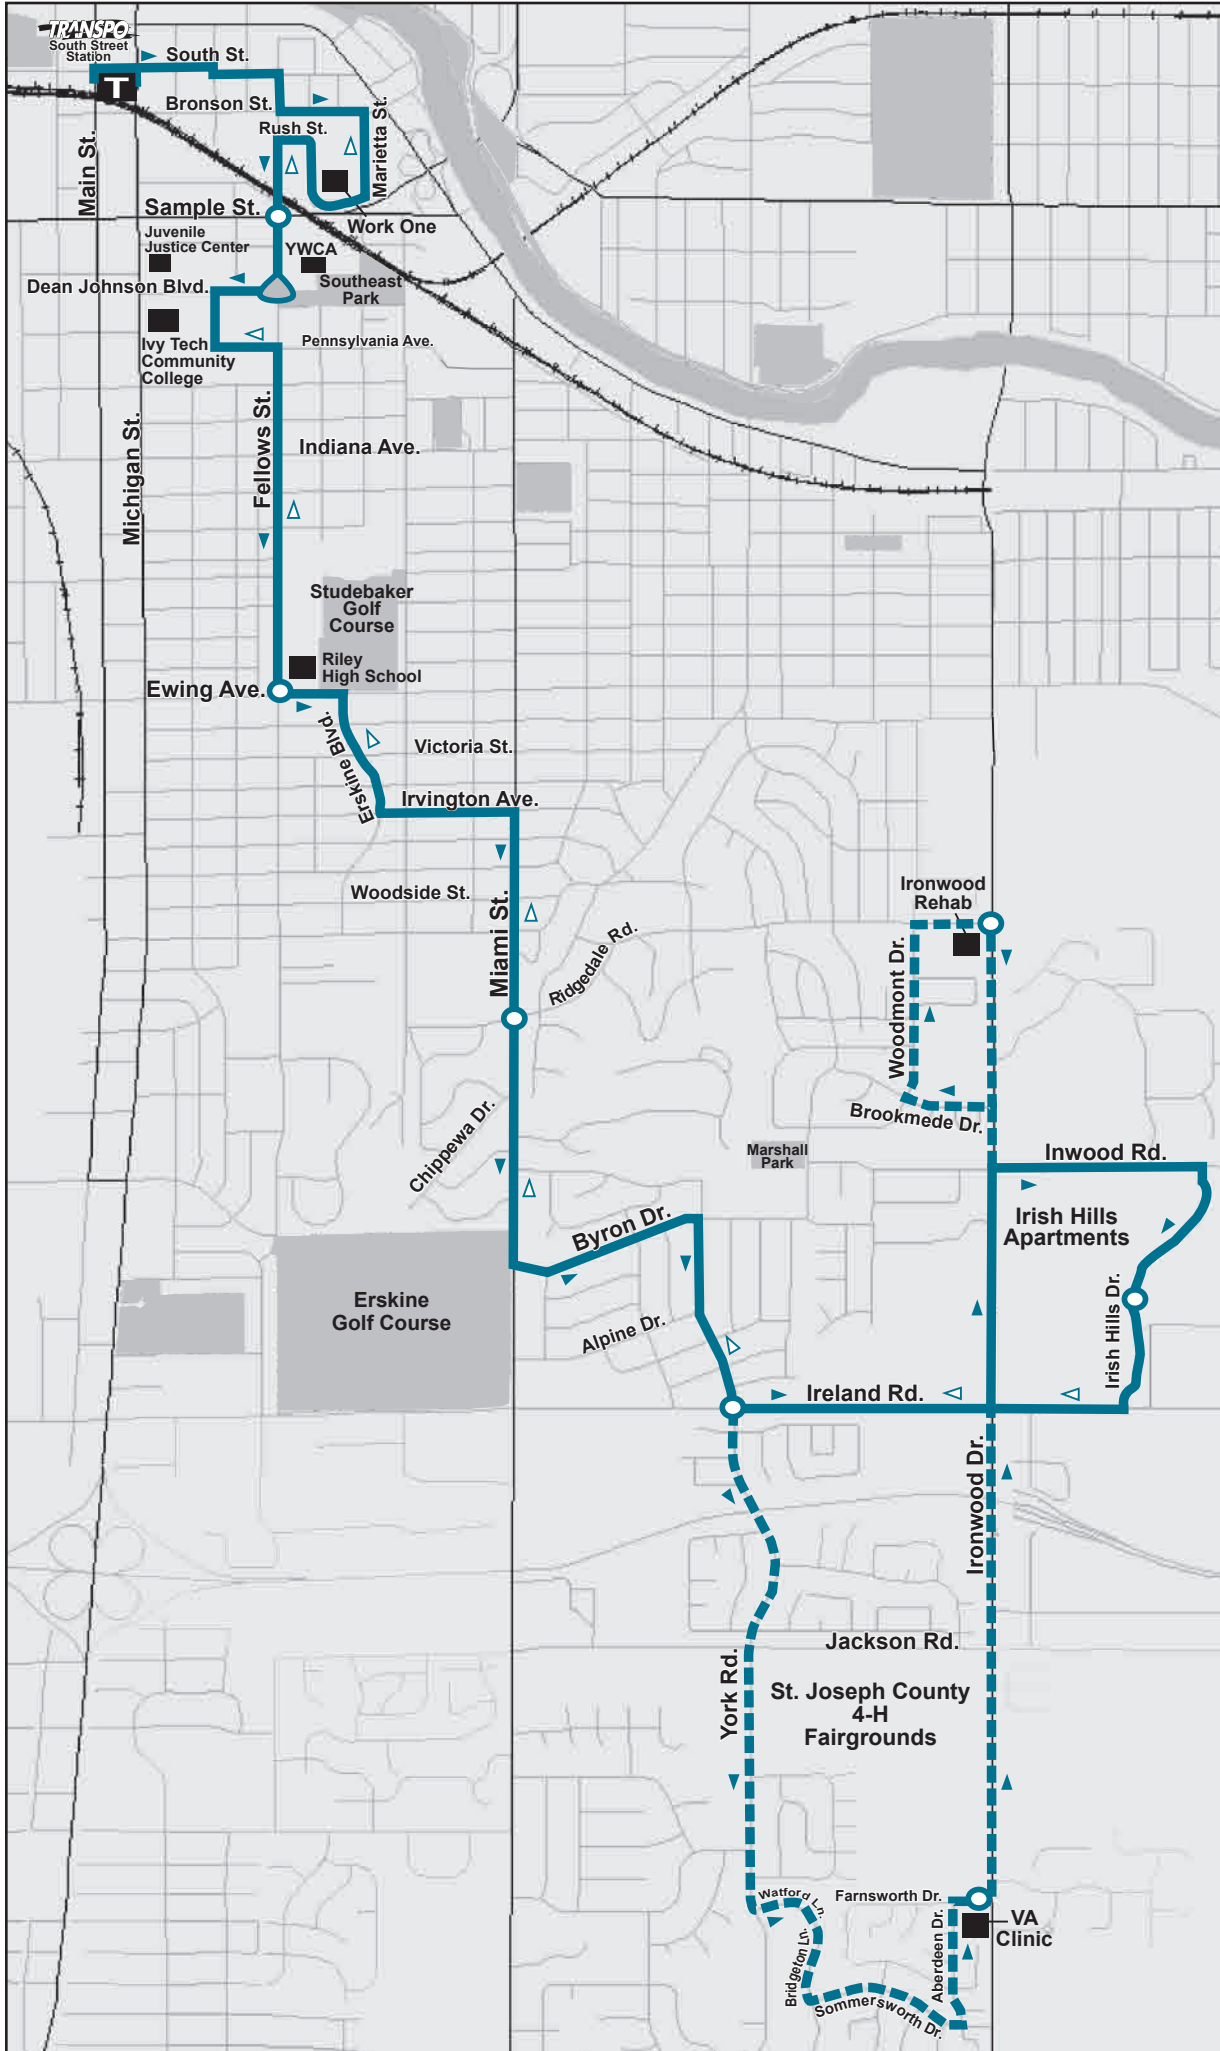 TRANSPO
South Street
Station
T
South St.
Bronson St.
Rush St.
Marietta St.
Main St.
Sample St.
Work One
Juvenile
Justice Center
YWCA
Southeast
Park
Dean Johnson Blvd.
Ivy Tech
Community
College
Pennsylvania Ave.
Michigan St.
Fellows St.
Indiana Ave.
Studebaker
Golf
Course
Riley
High School
Ewing Ave.
Erskine Blvd.
Victoria St.
Irvington Ave.
Woodside St.
Miami St.
Ridgedale Rd.
Ironwood
Rehab
Woodmont Dr.
Brookmede Dr.
Chippewa Dr.
Marshall
Park
Inwood Rd.
Irish Hills
Apartments
Byron Dr.
Irish Hills Dr.
Erskine
Golf Course
Alpine Dr.
Ireland Rd.
Ironwood Dr.
Jackson Rd.
York Rd.
St. Joseph County
4-H
Fairgrounds
Watford Ln.
Farnsworth Dr.
VA
Clinic
Bridgeton Ln.
Aberdeen Dr.
Sommersworth Dr.